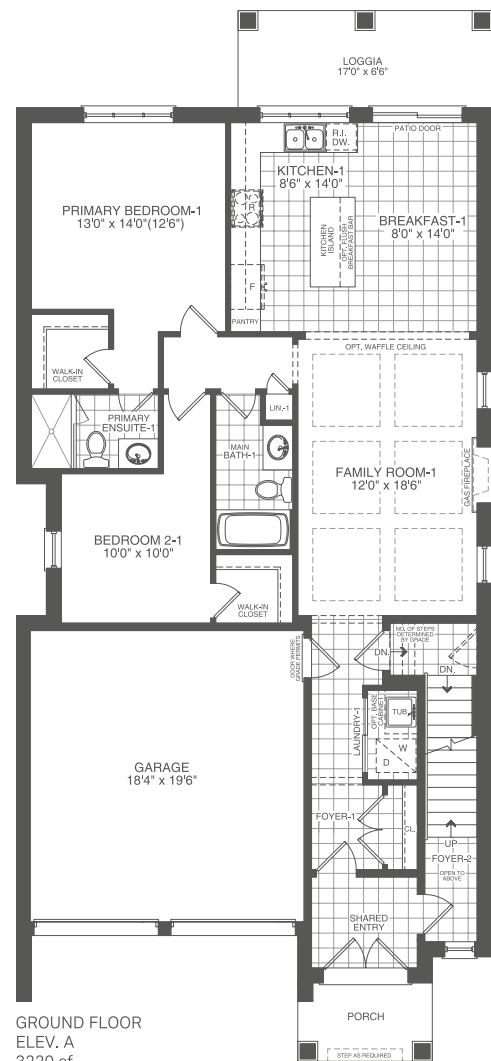 LOGGIA
17'0" x 6'6"
PATIO DOOR
R.I.
DW.
KITCHEN-1
8'6" x 14'0"
BREAKFAST-1
8'0" x 14'0"
KITCHEN
ISLAND
OPT. FLUSH
BREAKFAST BAR
F
PANTRY
PRIMARY BEDROOM-1
13'0" x 14'0"(12'6")
WALK-IN
CLOSET
PRIMARY
ENSUITE-1
OPT. WAFFLE CEILING
LIN.-1
MAIN
BATH-1
FAMILY ROOM-1
12'0" x 18'6"
GAS FIREPLACE
BEDROOM 2-1
10'0" x 10'0"
WALK-IN
CLOSET
DOOR WHERE
GRADE PERMITS
NO. OF STEPS
DETERMINED
BY GRADE
DN.
DN.
LAUNDRY-1
OPT. BASE
CABINET
TUB
W
D
GARAGE
18'4" x 19'6"
FOYER-1
CL.
UP
FOYER-2
OPEN TO
ABOVE
SHARED
ENTRY
PORCH
STEP AS REQUIRED
GROUND FLOOR
ELEV. A
3220 sf